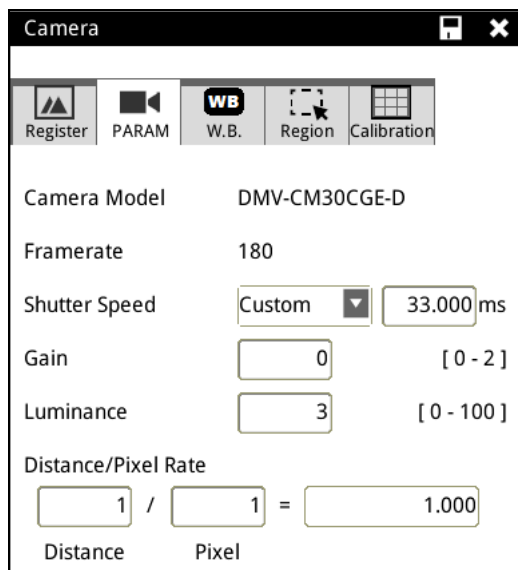 Camera
Register PARAM WB W.B. Region Calibration
Camera Model DMV-CM30CGE-D
Framerate 180
Shutter Speed Custom 33.000 ms
Gain 0 [ 0 - 2 ]
Luminance 3 [ 0 - 100 ]
Distance/Pixel Rate
1 / 1 = 1.000
Distance Pixel